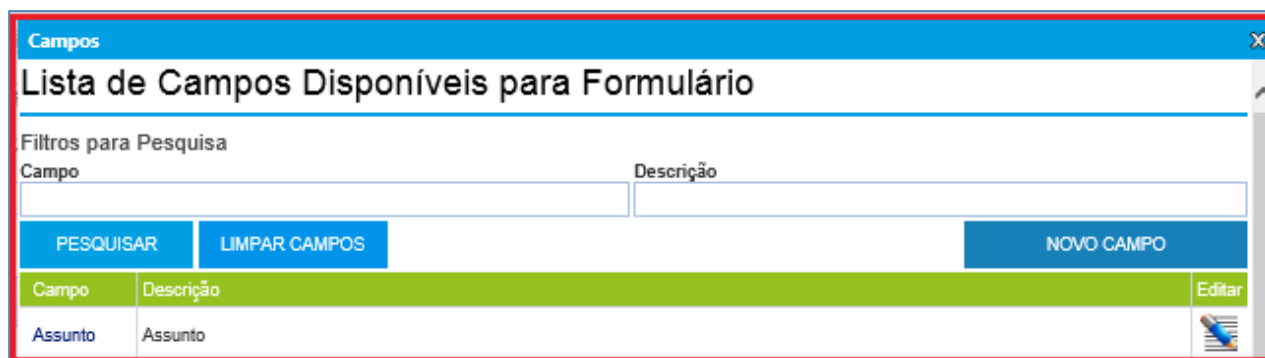 Campos
Lista de Campos Disponíveis para Formulário
Filtros para Pesquisa
Campo Descrição
PESQUISAR LIMPAR CAMPOS NOVO CAMPO
Campo Descrição Editar
Assunto Assunto